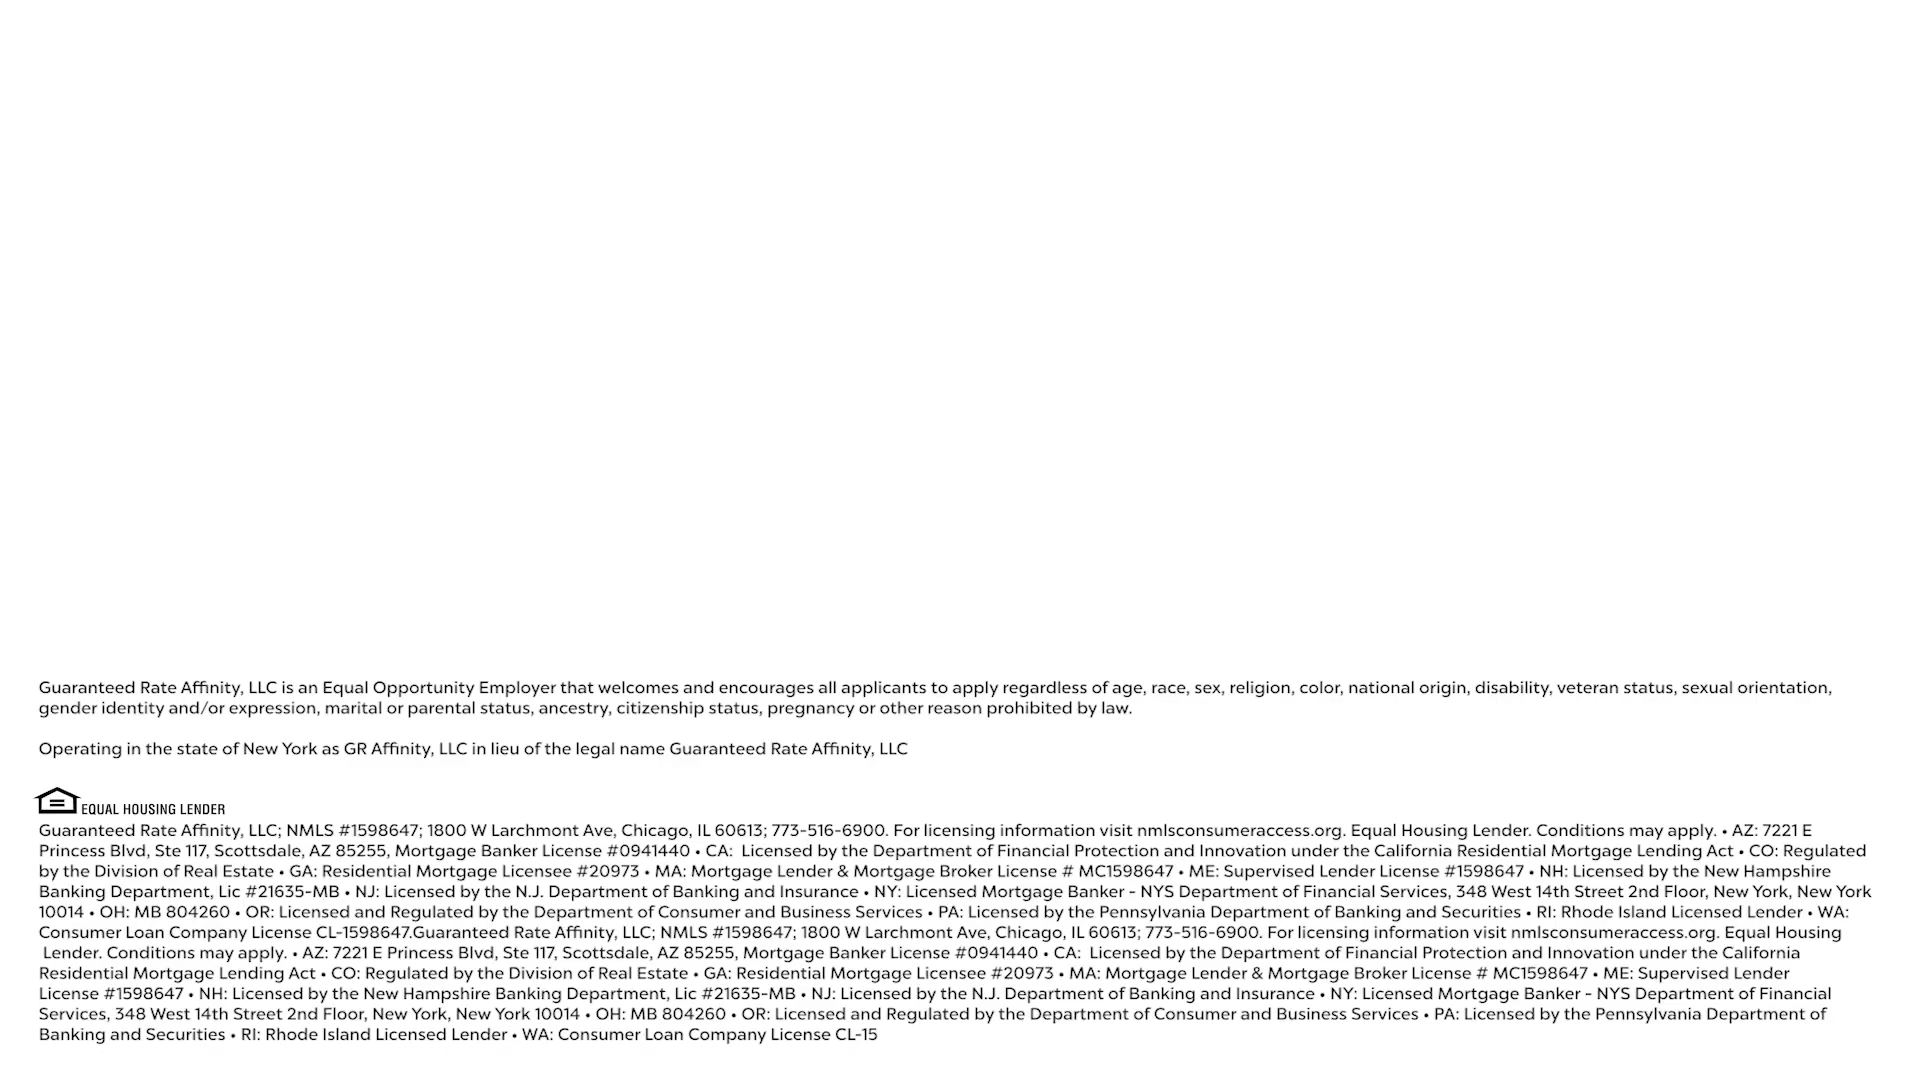 Guaranteed Rate Affinity, LLC is an Equal Opportunity Employer that welcomes and encourages all applicants to apply regardless of age, race, sex, religion, color, national origin, disability, veteran status, sexual orientation,
gender identity and/or expression, marital or parental status, ancestry, citizenship status, pregnancy or other reason prohibited by law.
Operating in the state of New York as GR Affinity, LLC in lieu of the legal name Guaranteed Rate Affinity, LLC
EQUAL HOUSING LENDER
Guaranteed Rate Affinity, LLC; NMLS #1598647; 1800 W Larchmont Ave, Chicago, IL 60613; 773-516-6900. For licensing information visit nmlsconsumeraccess.org. Equal Housing Lender. Conditions may apply. • AZ: 7221 E
Princess Blvd, Ste 117, Scottsdale, AZ 85255, Mortgage Banker License #0941440 • CA:  Licensed by the Department of Financial Protection and Innovation under the California Residential Mortgage Lending Act • CO: Regulated
by the Division of Real Estate • GA: Residential Mortgage Licensee #20973 • MA: Mortgage Lender & Mortgage Broker License # MC1598647 • ME: Supervised Lender License #1598647 • NH: Licensed by the New Hampshire
Banking Department, Lic #21635-MB • NJ: Licensed by the N.J. Department of Banking and Insurance • NY: Licensed Mortgage Banker - NYS Department of Financial Services, 348 West 14th Street 2nd Floor, New York, New York
10014 • OH: MB 804260 • OR: Licensed and Regulated by the Department of Consumer and Business Services • PA: Licensed by the Pennsylvania Department of Banking and Securities • RI: Rhode Island Licensed Lender • WA:
Consumer Loan Company License CL-1598647.Guaranteed Rate Affinity, LLC; NMLS #1598647; 1800 W Larchmont Ave, Chicago, IL 60613; 773-516-6900. For licensing information visit nmlsconsumeraccess.org. Equal Housing
Lender. Conditions may apply. • AZ: 7221 E Princess Blvd, Ste 117, Scottsdale, AZ 85255, Mortgage Banker License #0941440 • CA:  Licensed by the Department of Financial Protection and Innovation under the California
Residential Mortgage Lending Act • CO: Regulated by the Division of Real Estate • GA: Residential Mortgage Licensee #20973 • MA: Mortgage Lender & Mortgage Broker License # MC1598647 • ME: Supervised Lender
License #1598647 • NH: Licensed by the New Hampshire Banking Department, Lic #21635-MB • NJ: Licensed by the N.J. Department of Banking and Insurance • NY: Licensed Mortgage Banker - NYS Department of Financial
Services, 348 West 14th Street 2nd Floor, New York, New York 10014 • OH: MB 804260 • OR: Licensed and Regulated by the Department of Consumer and Business Services • PA: Licensed by the Pennsylvania Department of
Banking and Securities • RI: Rhode Island Licensed Lender • WA: Consumer Loan Company License CL-15